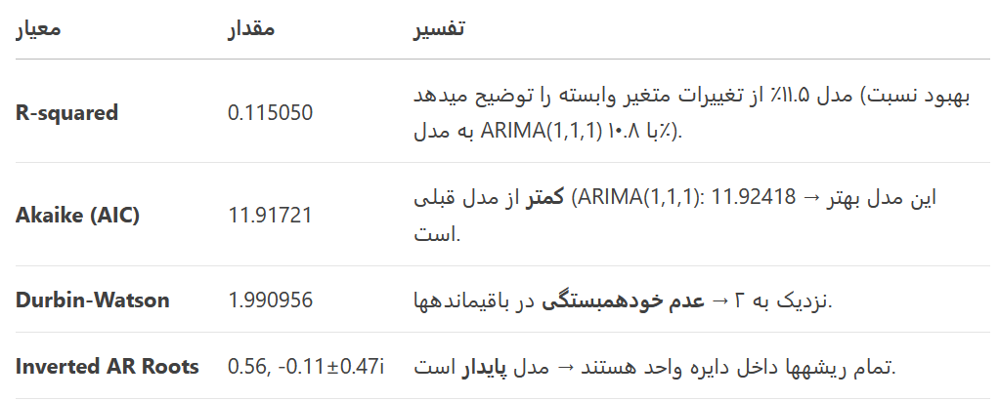 معیار مقدار تفسیر
R-squared 0.115050 مدل ۱۱.۵٪ از تغییرات متغیر وابسته را توضیح میدهد (بهبود نسبت
به مدل ARIMA(1,1,1) با ۱۰.۸٪).
Akaike (AIC) 11.91721 کمتر از مدل قبلی (ARIMA(1,1,1): 11.92418 → این مدل بهتر
است.
Durbin-Watson 1.990956 نزدیک به ۲ → عدم خودهمبستگی در باقیماندهها.
Inverted AR Roots 0.56, -0.11±0.47i تمام ریشهها داخل دایره واحد هستند → مدل پایدار است.